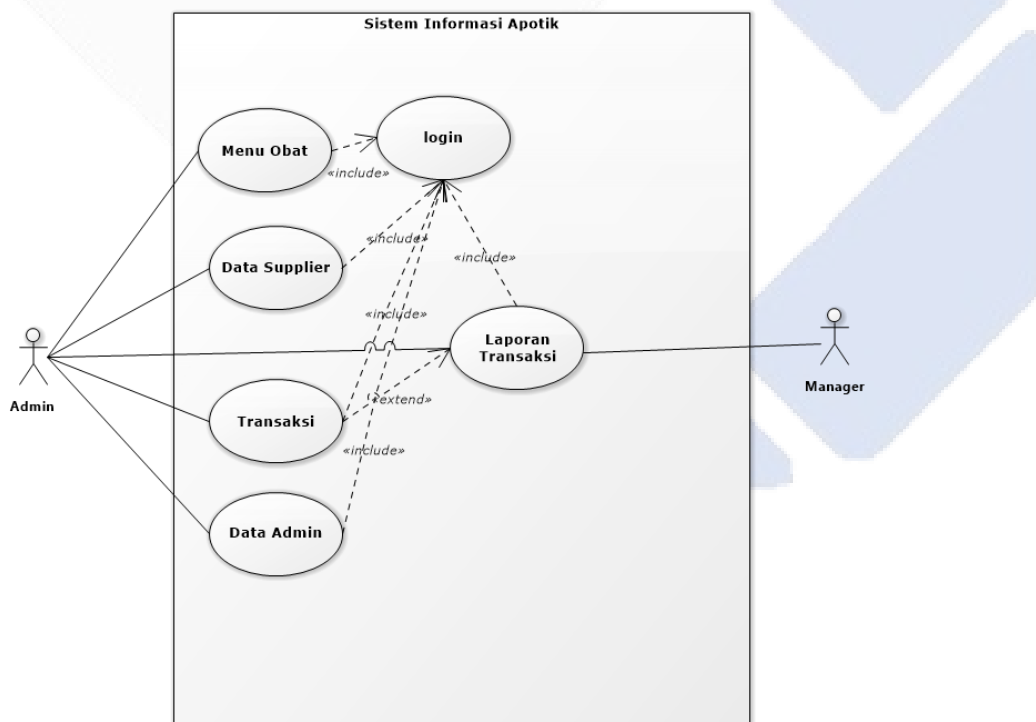 Sistem Informasi Apotik
login
Menu Obat
«include»
Data Supplier
«include»
«include»
«include»
Laporan
Transaksi
Admin
Manager
Transaksi
«extend»
«include»
Data Admin